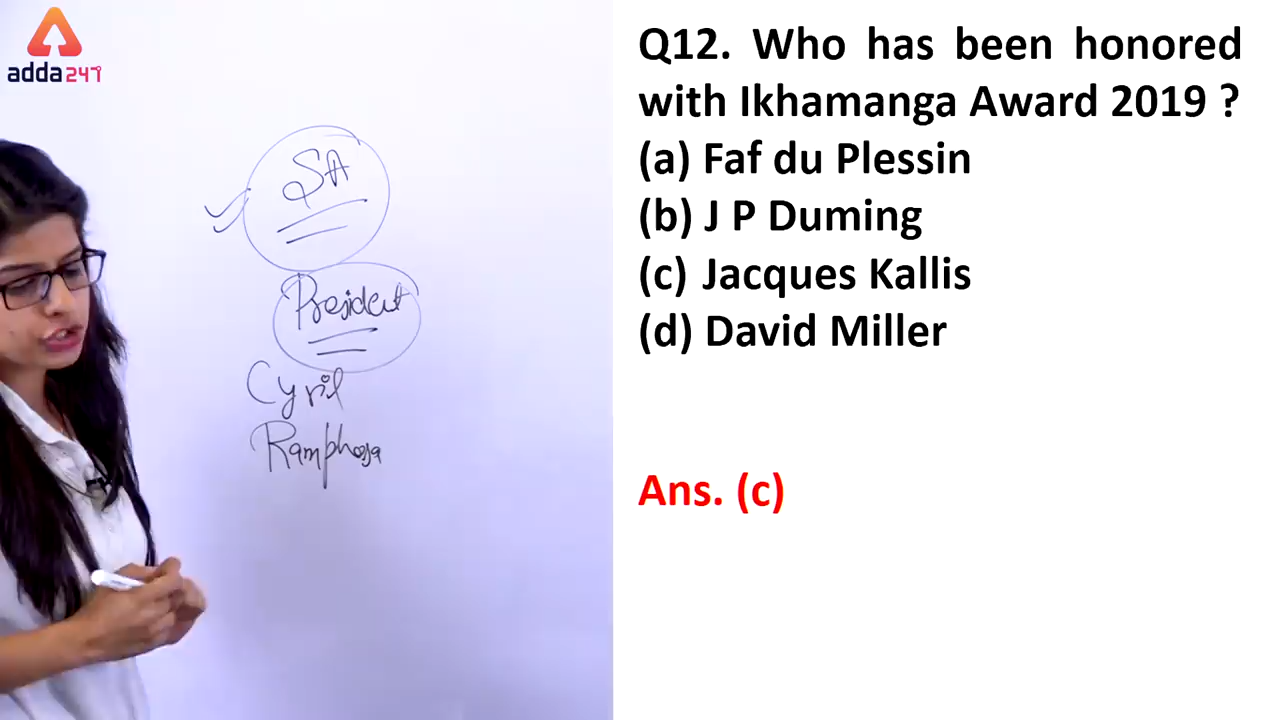 adda247
SA
President
Cyril
Ramphosa
Q12. Who has been honored
with Ikhamanga Award 2019 ?
(a) Faf du Plessin
(b) J P Duming
(c) Jacques Kallis
(d) David Miller
Ans. (c)